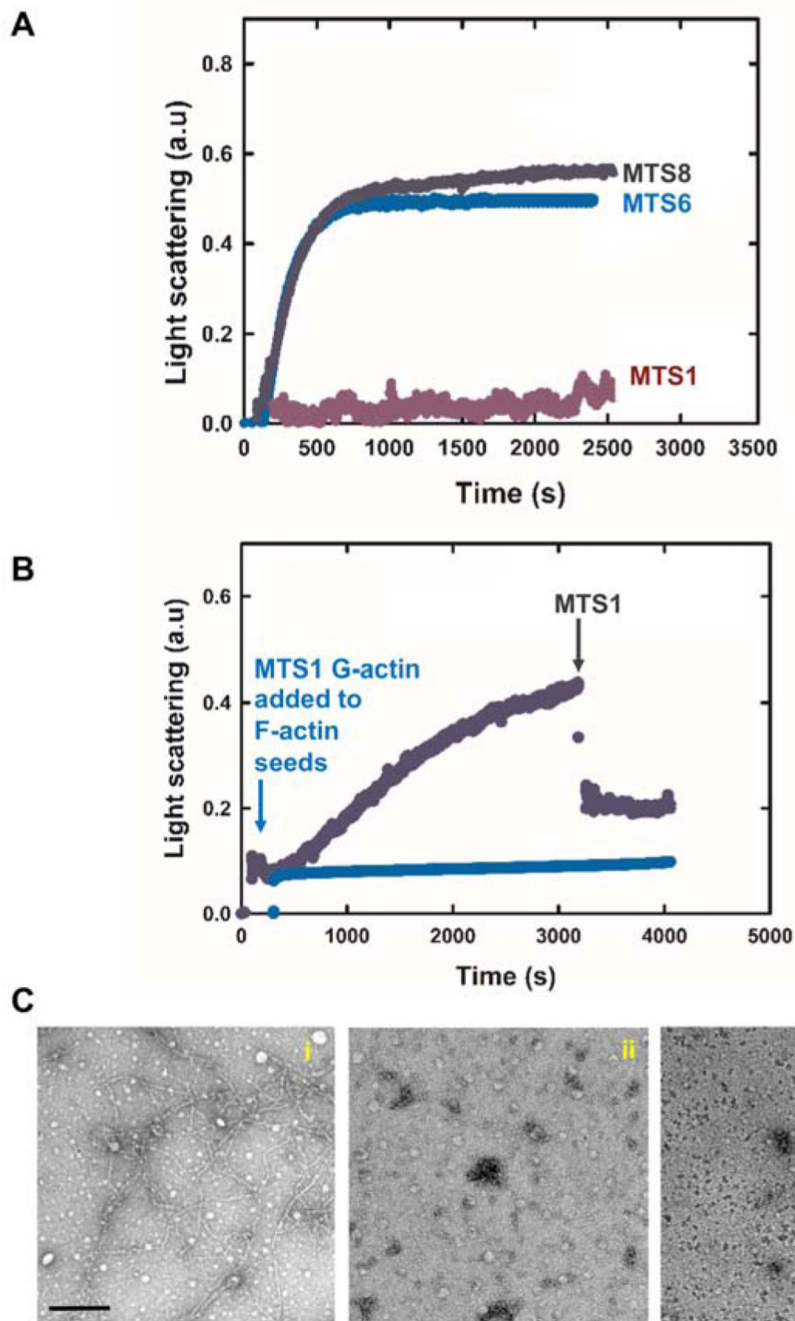 A
Light scattering (a.u)
0.8
0.6
0.4
0.2
0.0
MTS8
MTS6
MTS1
0 500 1000 1500 2000 2500 3000 3500
Time (s)
B
Light scattering (a.u)
0.6
0.4
0.2
0.0
MTS1 G-actin
added to
F-actin
seeds
MTS1
0 1000 2000 3000 4000 5000
Time (s)
C
i
ii